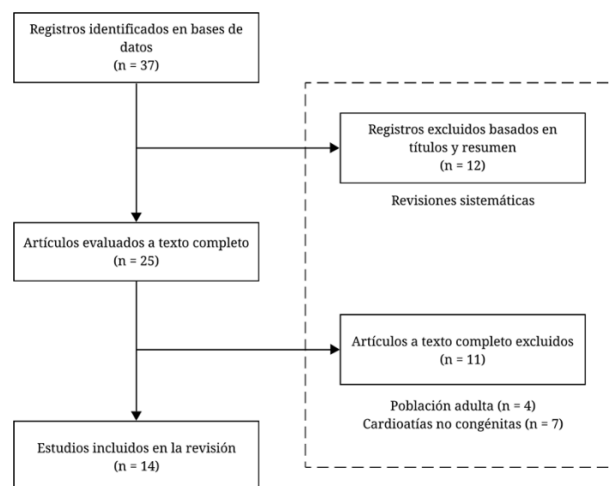 Registros identificados en bases de
datos
(n = 37)
Registros excluidos basados en
títulos y resumen
(n = 12)
Revisiones sistemáticas
Artículos evaluados a texto completo
(n = 25)
Artículos a texto completo excluidos
(n = 11)
Población adulta (n = 4)
Cardioatías no congénitas (n = 7)
Estudios incluidos en la revisión
(n = 14)